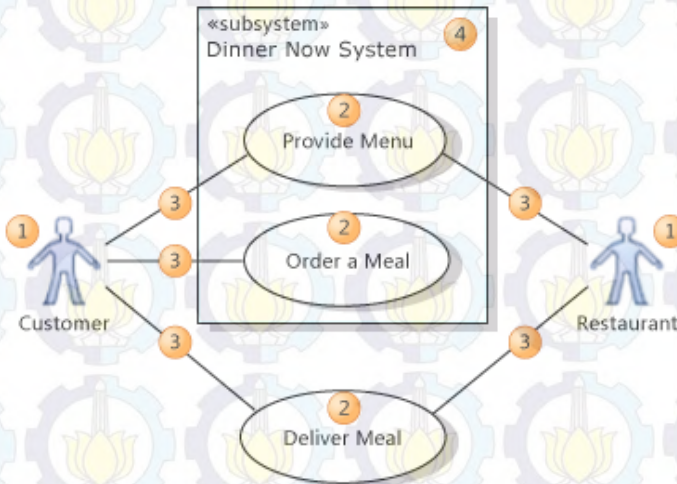 «subsystem»
4
Dinner Now System
2
Provide Menu
3
3
1
1
2
Order a Meal
3
Customer
Restaurant
3
3
2
Deliver Meal